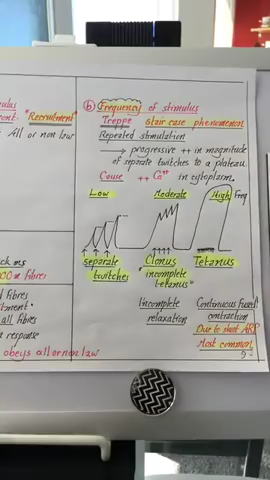 ⓑ Frequency of stimulus
Treppe stair case phenomenon
Repeated stimulation
→ progressive ++ in magnitude
of separate twitches to a plateau
Cause ++ Ca++ in cytoplasm.
Low Moderate High Freq
separate twitches
Clonus "incomplete tetanus"
Tetanus
Incomplete relaxation
Continuous fused contraction
Due to short ARP
Most common
"Recruitment"
All or non law
fibres
all fibres
response
obeys all or non law